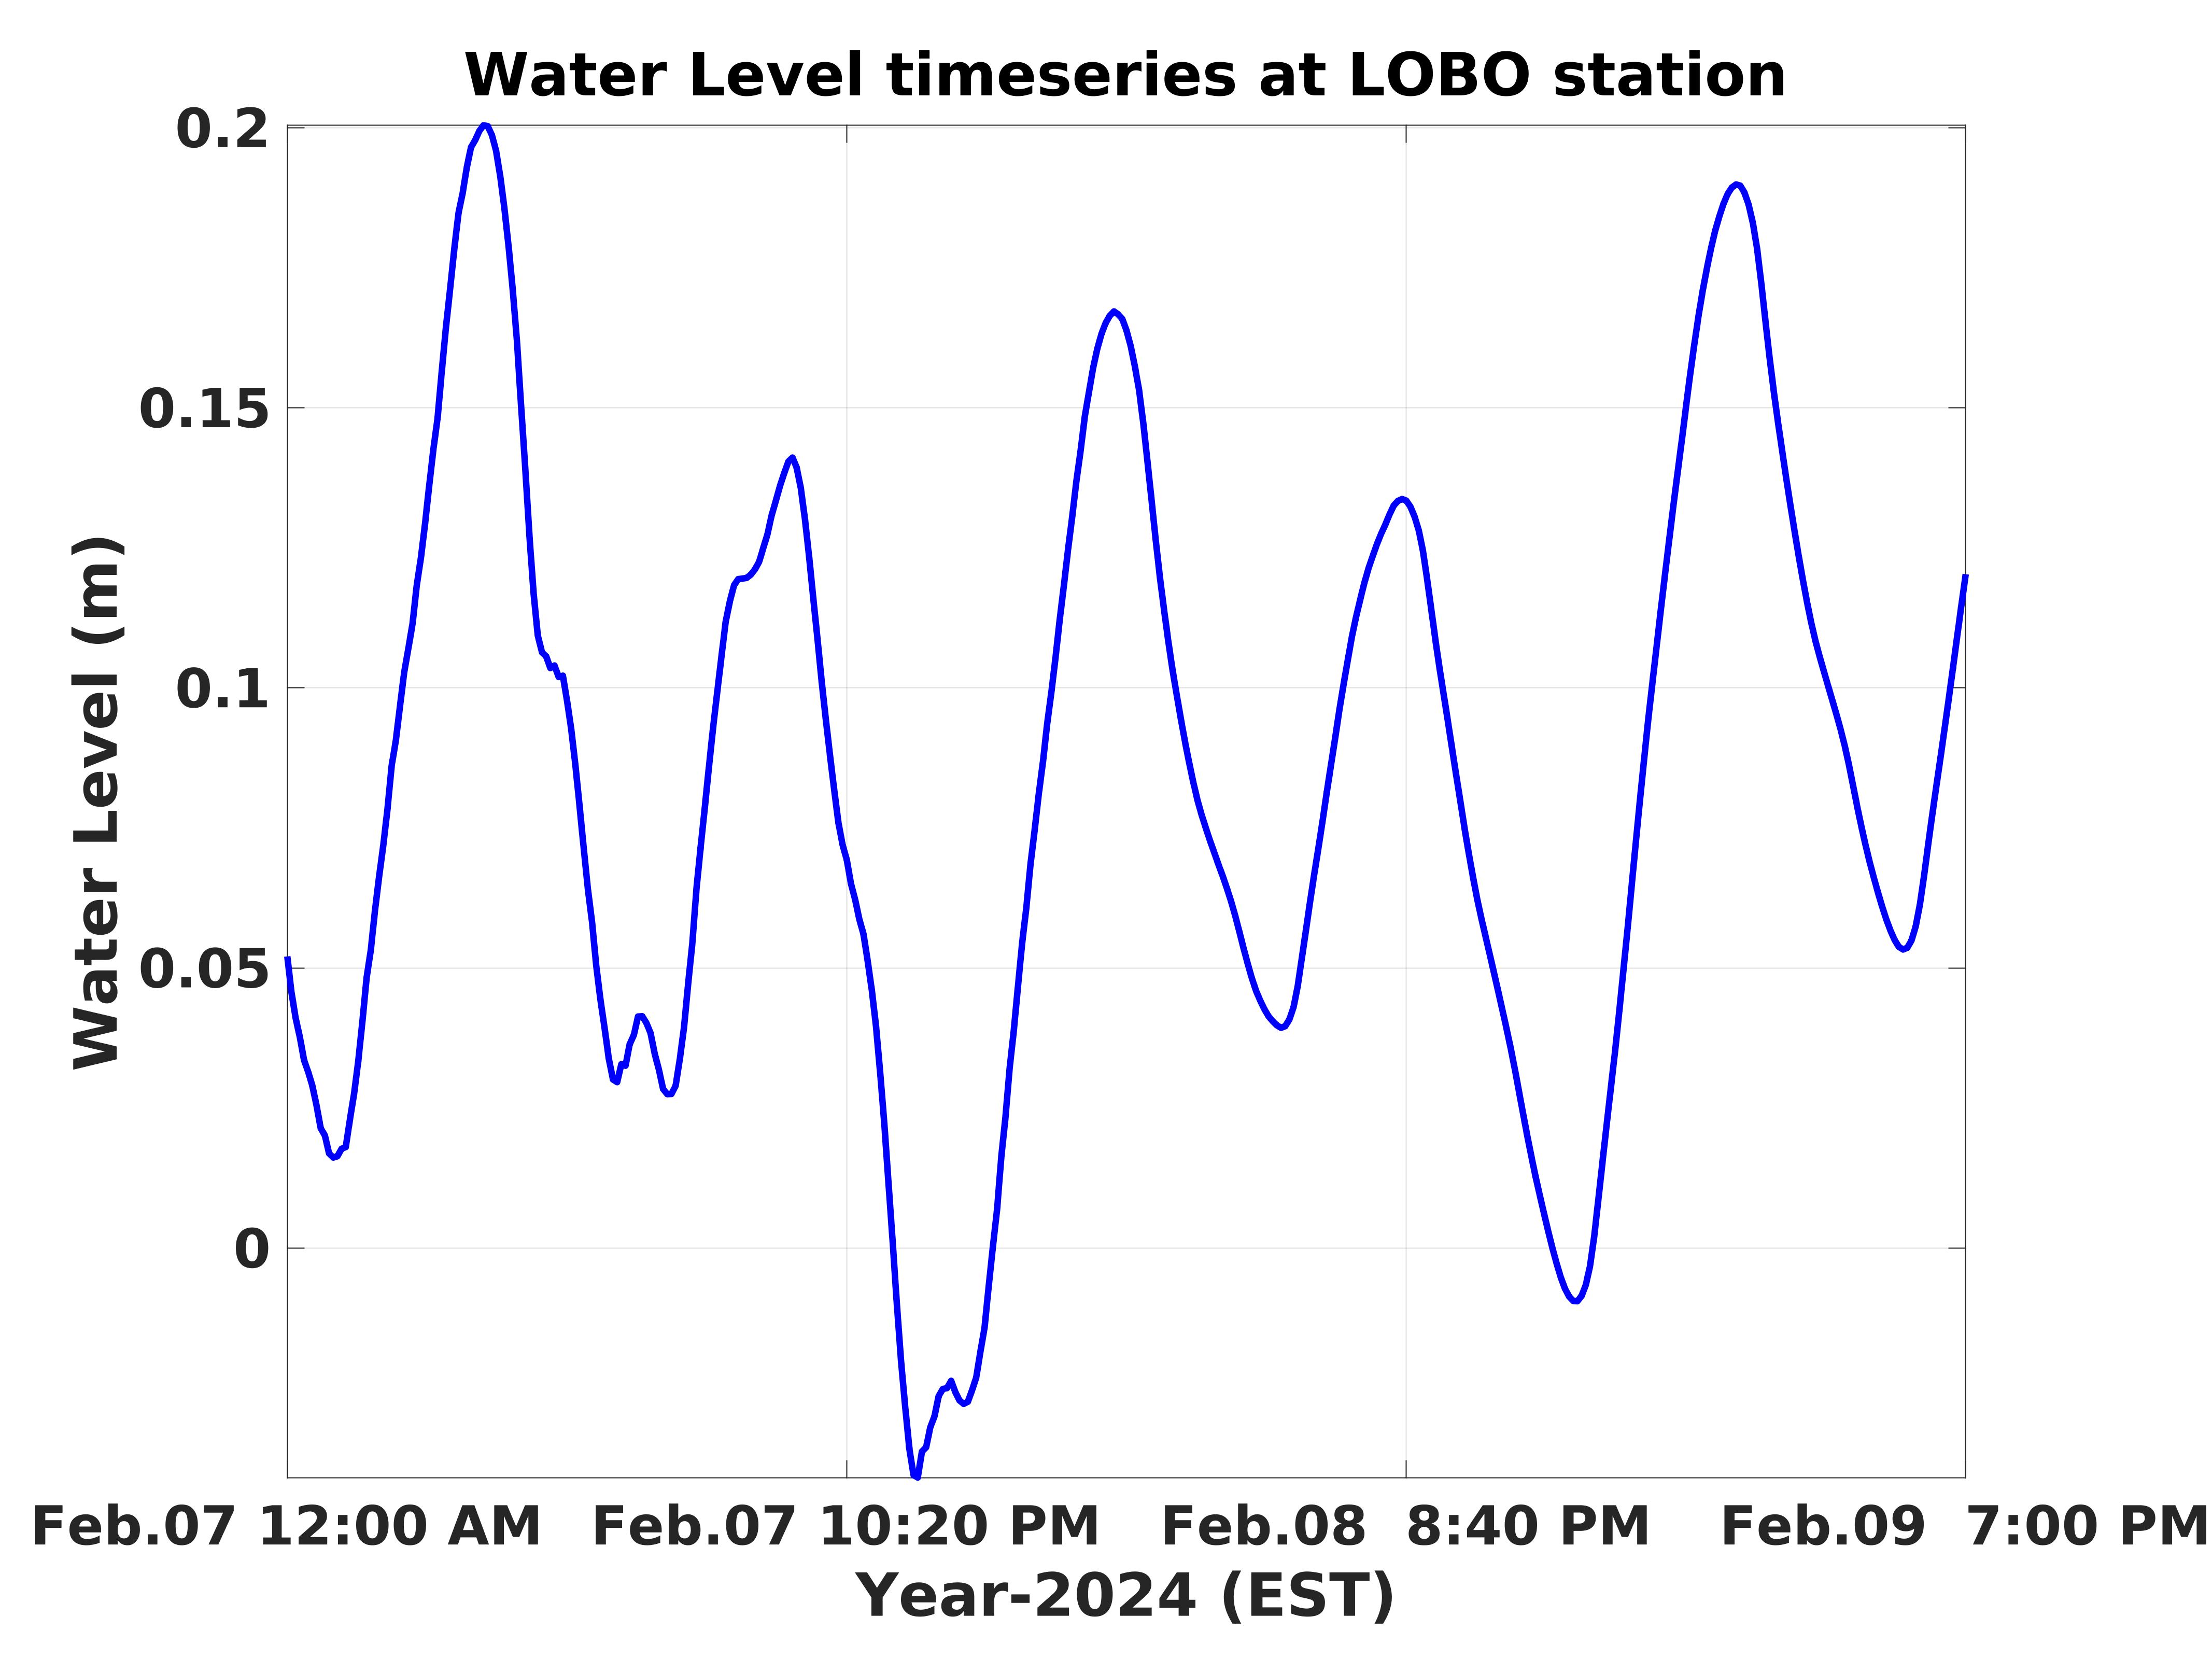 Water Level timeseries at LOBO station
0.2
0.15
0.1
0.05
0
Water Level (m)
Feb.07 12:00 AM Feb.07 10:20 PM Feb.08 8:40 PM Feb.09 7:00 PM
Year-2024 (EST)